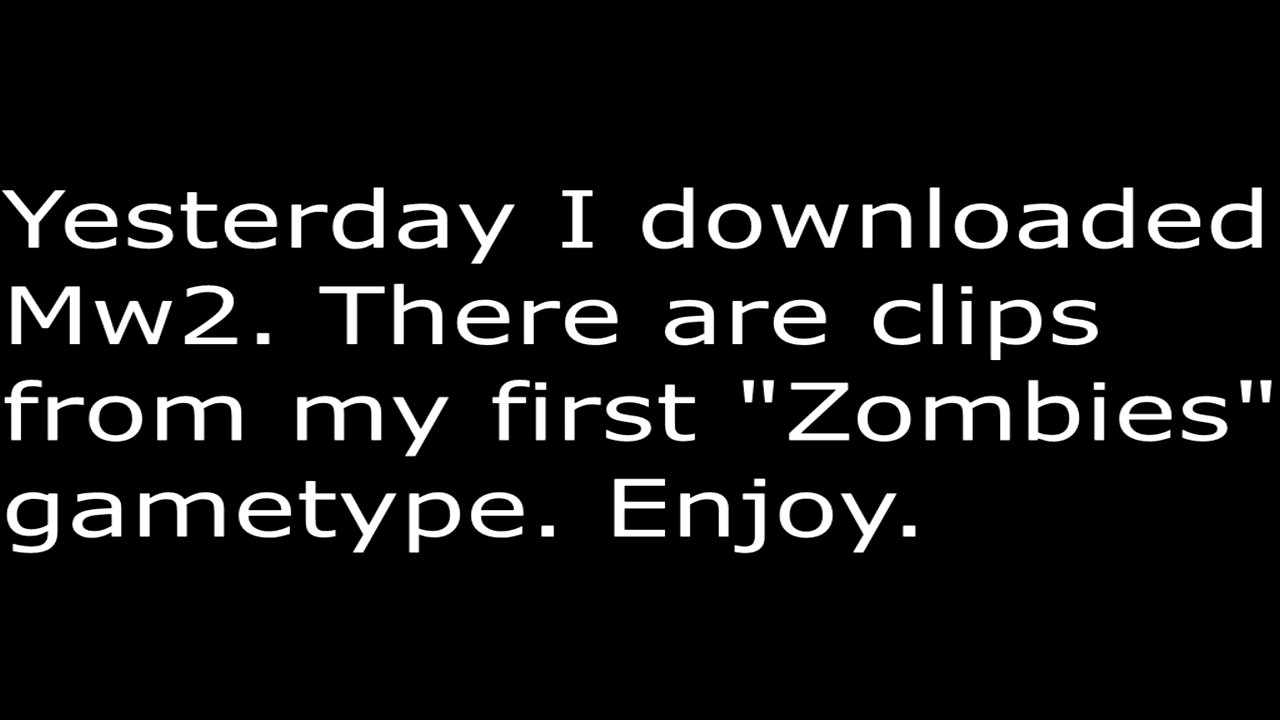 Yesterday I downloaded
Mw2. There are clips
from my first "Zombies"
gametype. Enjoy.